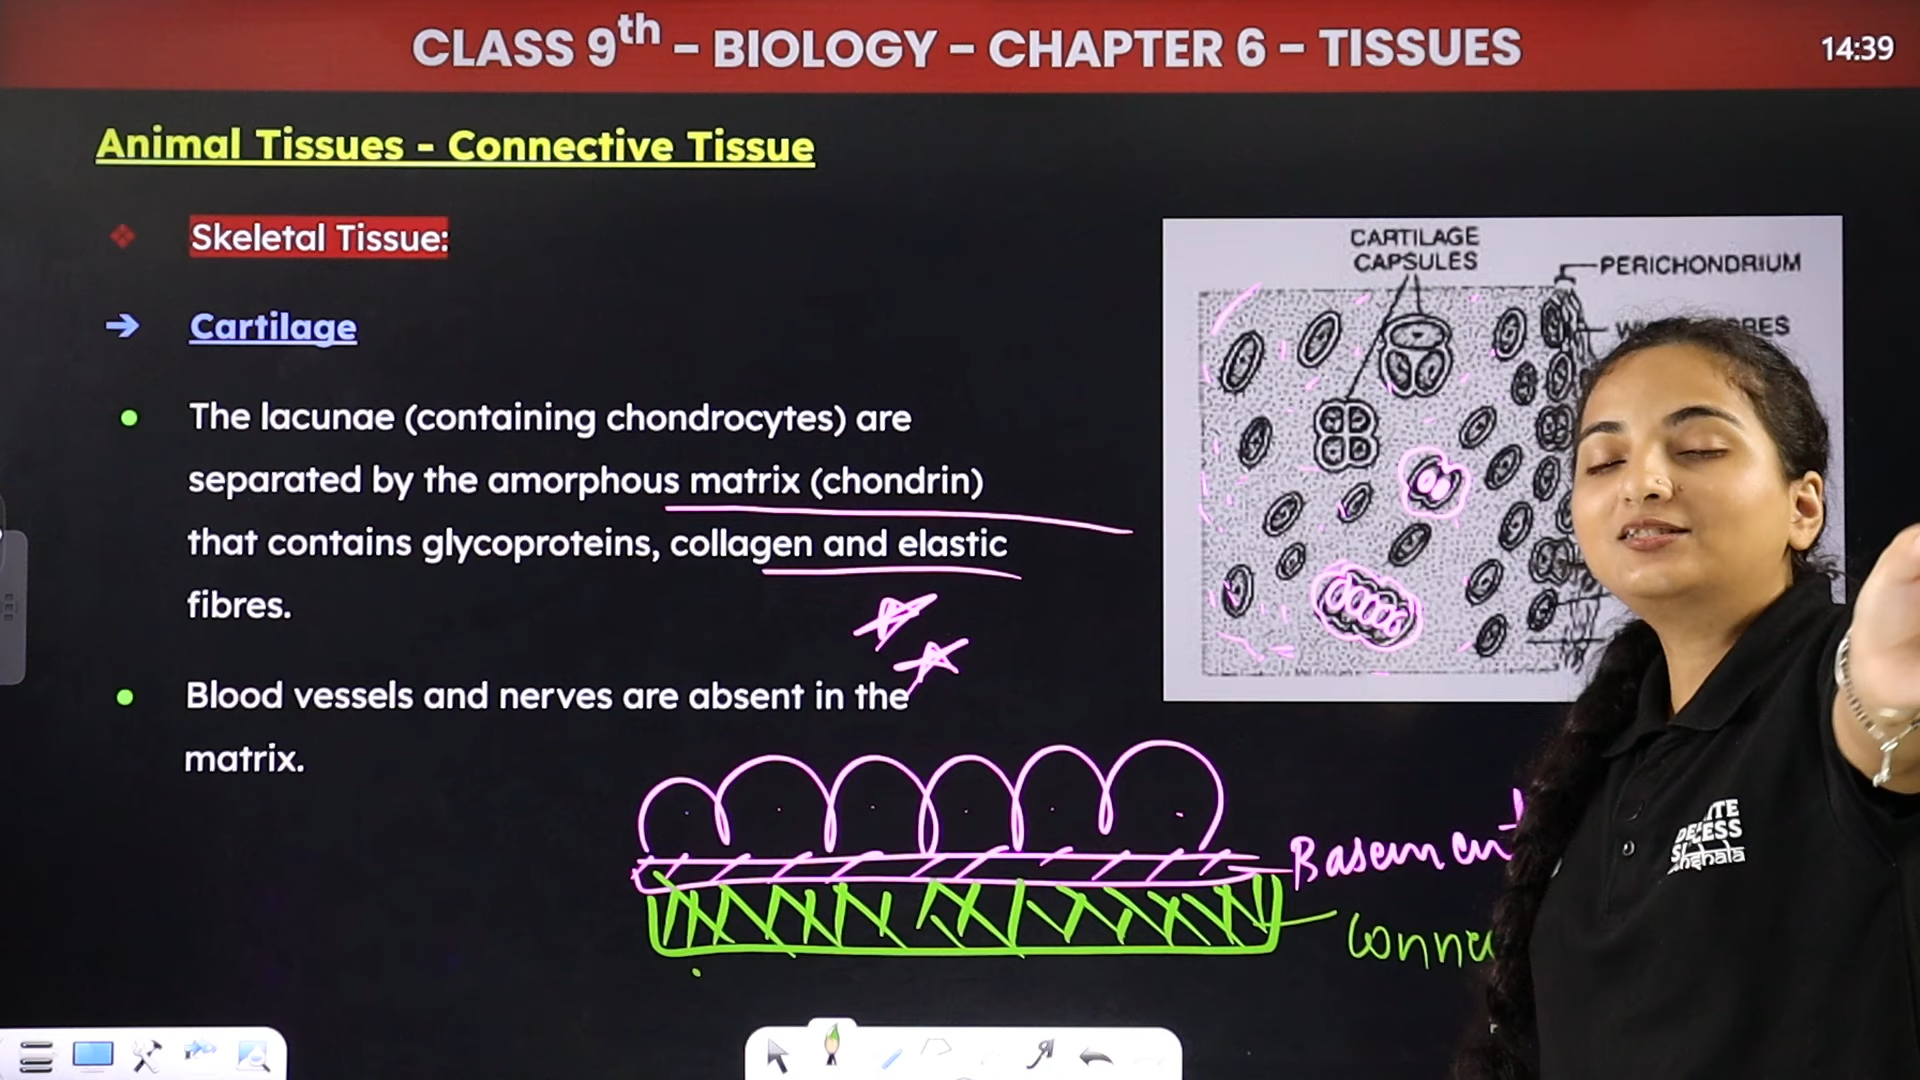 CLASS 9th - BIOLOGY - CHAPTER 6 - TISSUES
14:39
Animal Tissues - Connective Tissue
Skeletal Tissue:
Cartilage
The lacunae (containing chondrocytes) are
separated by the amorphous matrix (chondrin)
that contains glycoproteins, collagen and elastic
fibres.
Blood vessels and nerves are absent in the
matrix.
CARTILAGE
CAPSULES
PERICHONDRIUM
Basement